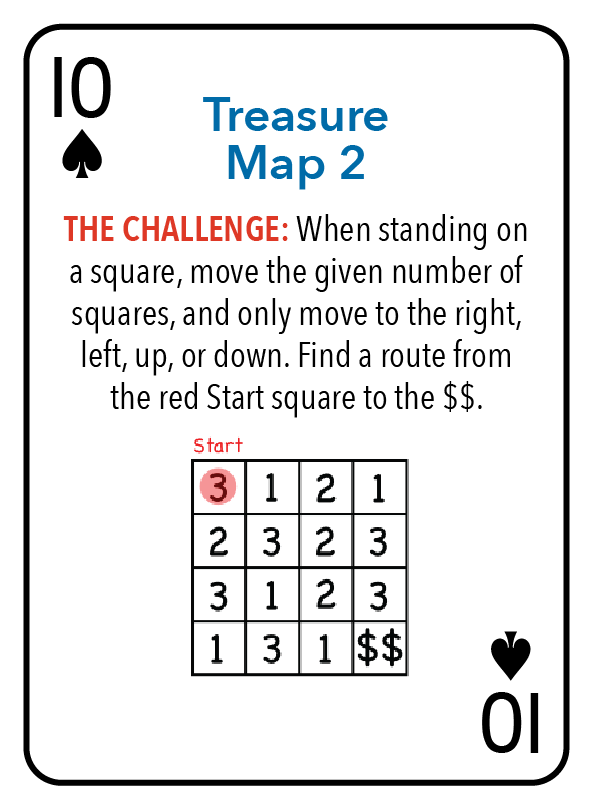 10
Treasure
Map 2
THE CHALLENGE: When standing on
a square, move the given number of
squares, and only move to the right,
left, up, or down. Find a route from
the red Start square to the $$.
Start
3 1 2 1
2 3 2 3
3 1 2 3
1 3 1 $$
10